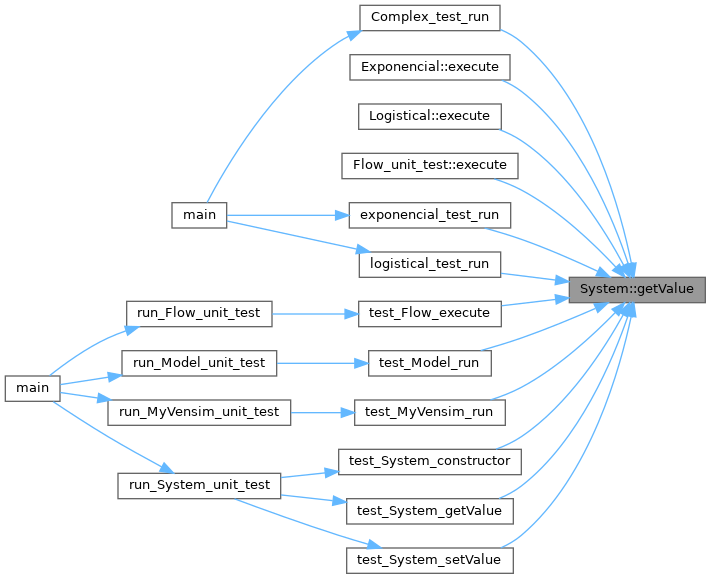 Complex_test_run
Exponencial::execute
Logistical::execute
Flow_unit_test::execute
main
exponencial_test_run
logistical_test_run
System::getValue
run_Flow_unit_test
test_Flow_execute
run_Model_unit_test
test_Model_run
main
run_MyVensim_unit_test
test_MyVensim_run
test_System_constructor
run_System_unit_test
test_System_getValue
test_System_setValue